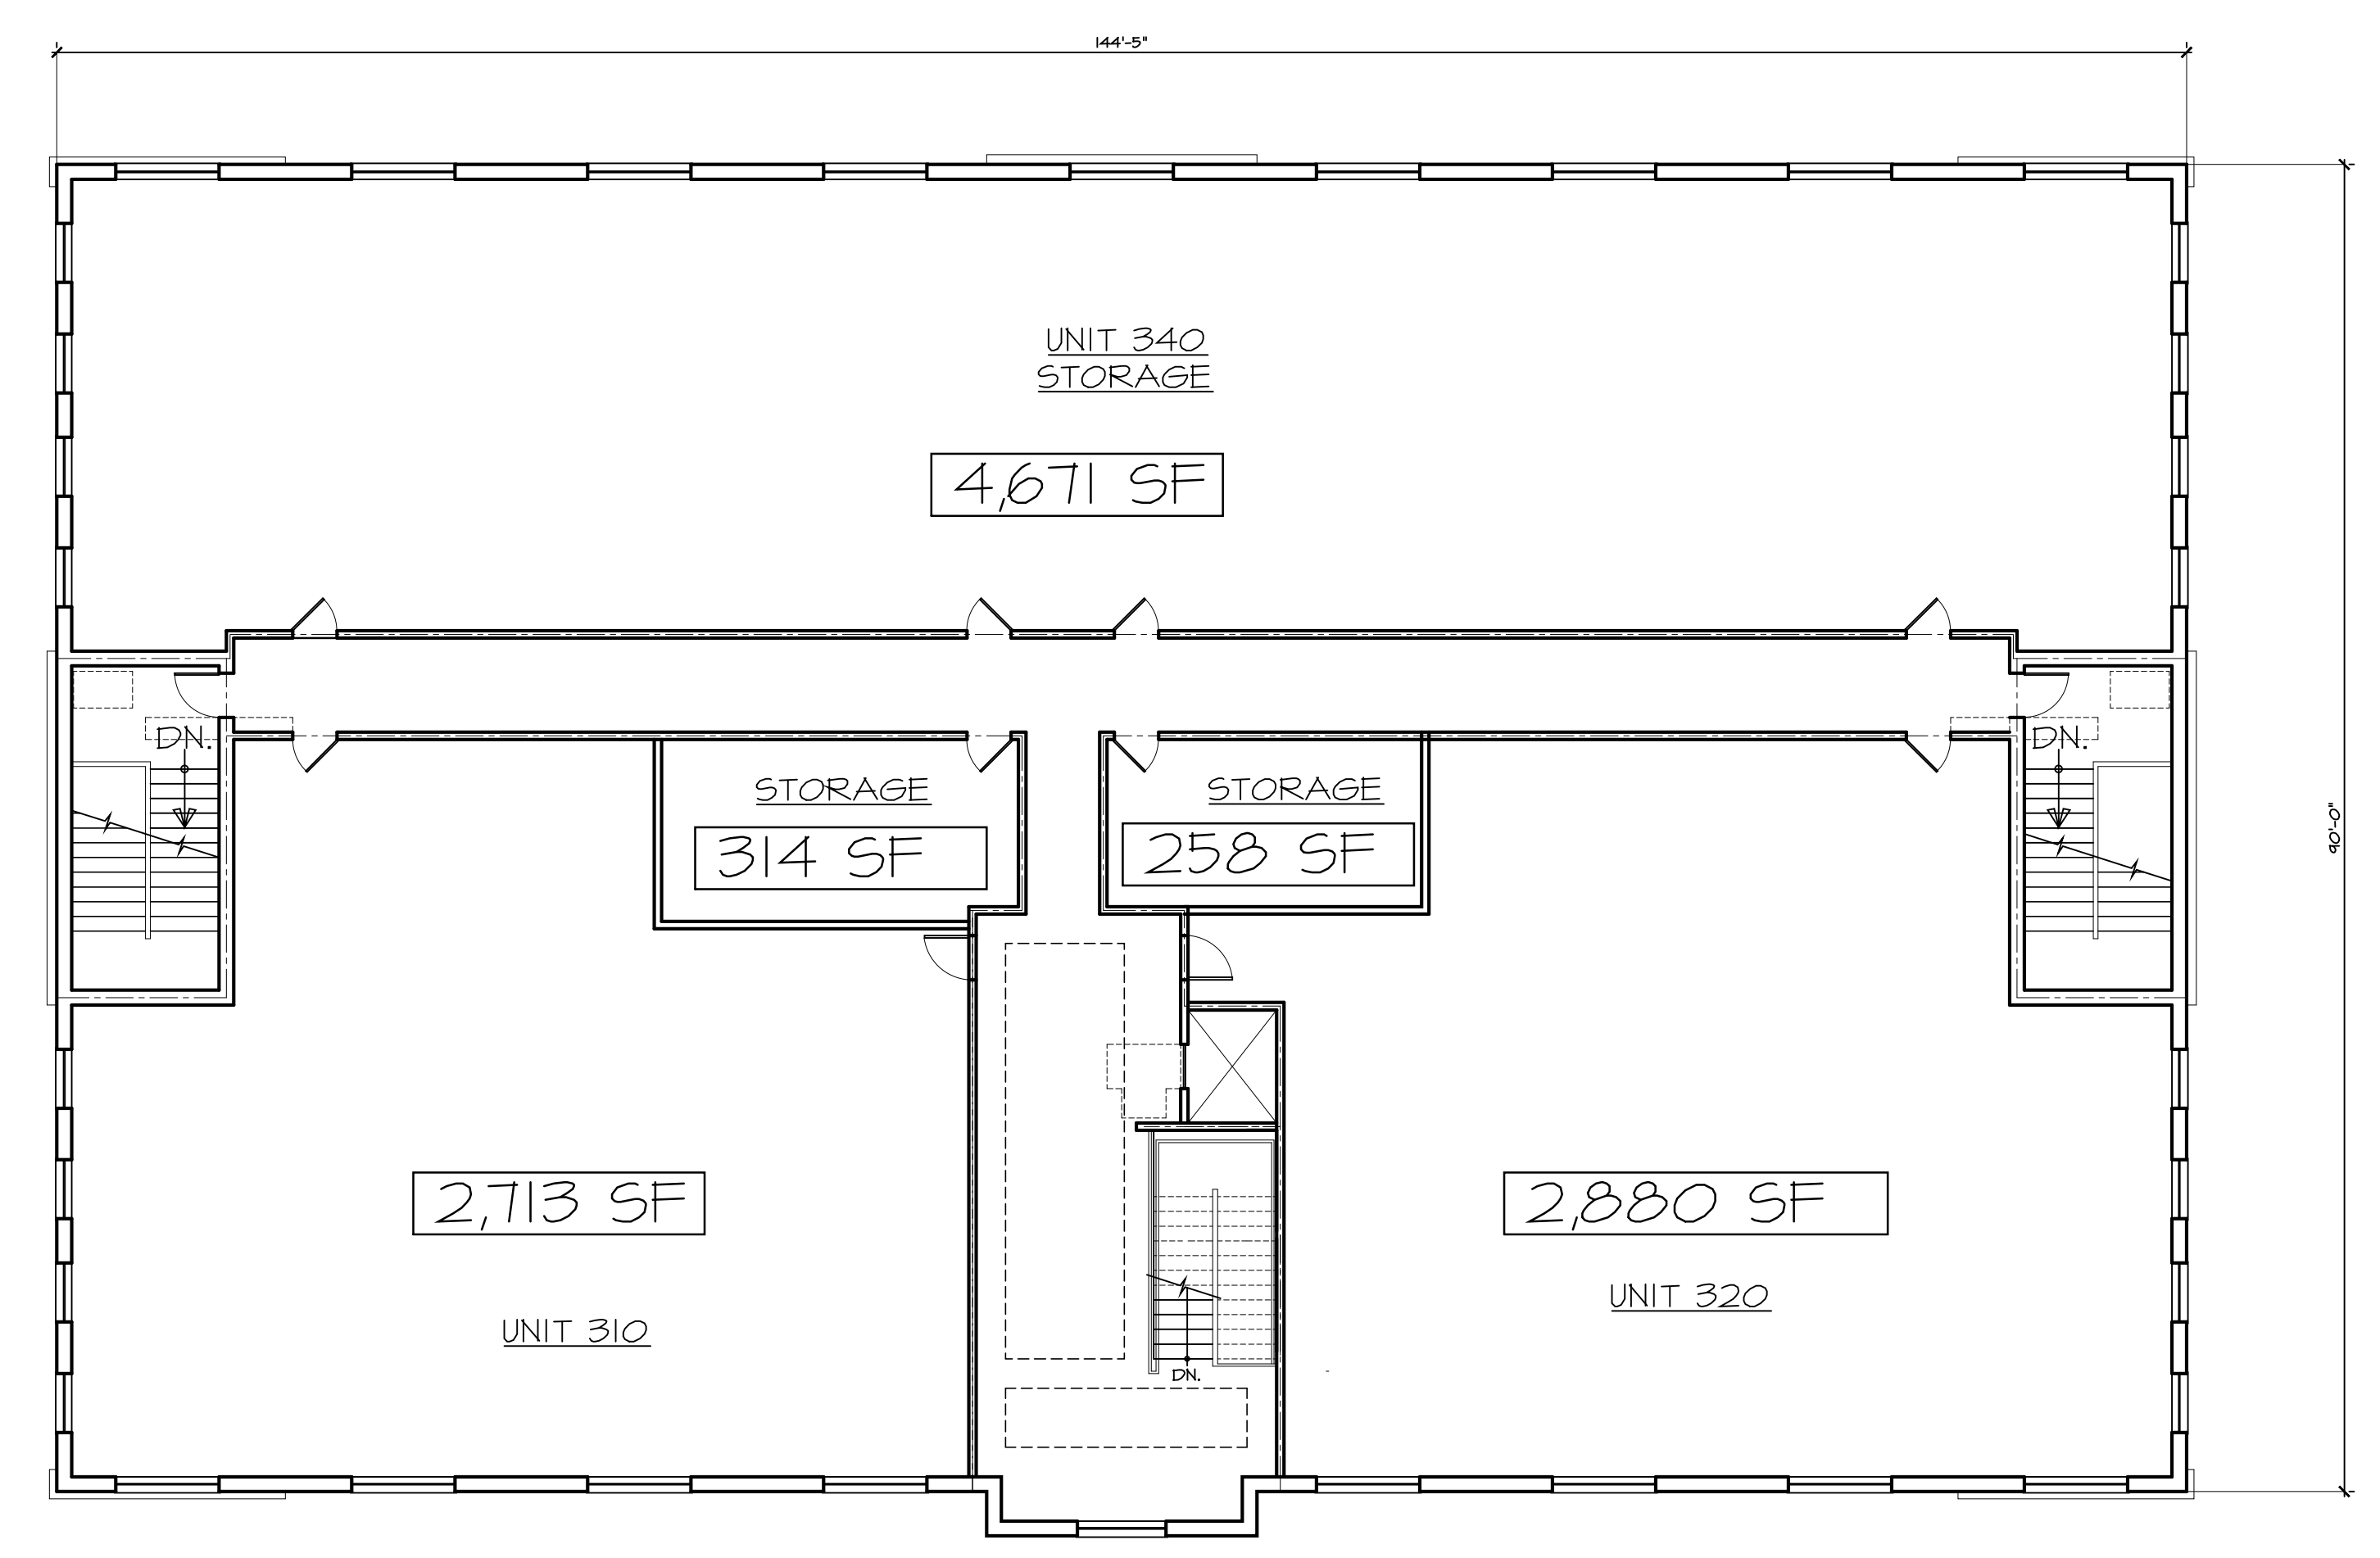 144'-5"
UNIT 340
STORAGE
4,671 SF
90'-0"
DN.
DN.
STORAGE
314 SF
STORAGE
258 SF
2,713 SF
UNIT 310
2,880 SF
UNIT 320
DN.